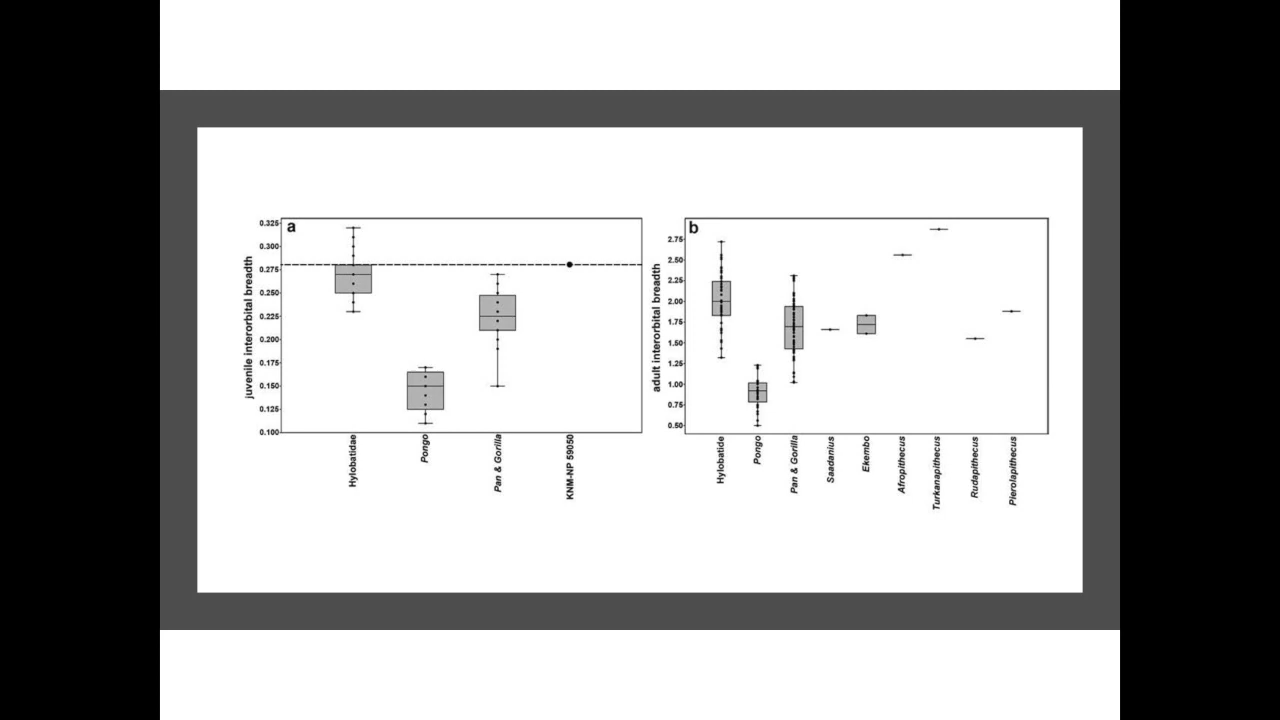 a
juvenile interorbital breadth
0.325
0.300
0.275
0.250
0.225
0.200
0.175
0.150
0.125
0.100
Hylobatidae
Pongo
Pan & Gorilla
KNM-NP 59050
b
adult interorbital breadth
2.75
2.50
2.25
2.00
1.75
1.50
1.25
1.00
0.75
0.50
Hylobatide
Pongo
Pan & Gorilla
Saadanius
Ekembo
Afropithecus
Turkanapithecus
Rudapithecus
Pierolapithecus